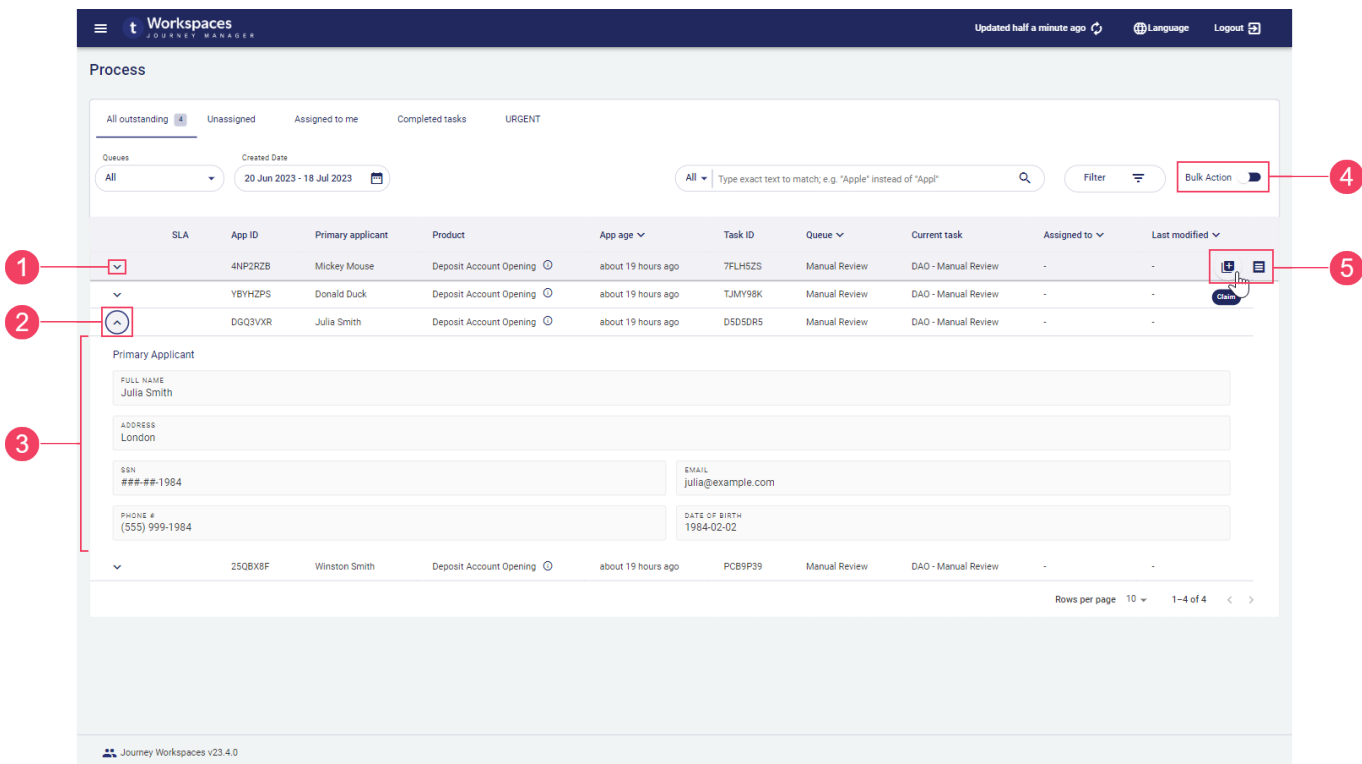 Workspaces
JOURNEY MANAGER
Updated half a minute ago
Language
Logout
Process
All outstanding 4 Unassigned Assigned to me Completed tasks URGENT
Queues
Created Date
All
20 Jun 2023 - 18 Jul 2023
All
Type exact text to match; e.g. "Apple" instead of "Appl"
Filter
Bulk Action
4
SLA App ID Primary applicant Product App age Task ID Queue Current task Assigned to Last modified
1
4NP2RZB Mickey Mouse Deposit Account Opening about 19 hours ago 7FLH5ZS Manual Review DAO - Manual Review - -
5
YBYHZPS Donald Duck Deposit Account Opening about 19 hours ago TJMY98K Manual Review DAO - Manual Review - -
Claim
2
DGQ3VXR Julia Smith Deposit Account Opening about 19 hours ago D5D5DR5 Manual Review DAO - Manual Review - -
Primary Applicant
FULL NAME
Julia Smith
3
ADDRESS
London
SSN
###-##-1984
EMAIL
julia@example.com
PHONE #
(555) 999-1984
DATE OF BIRTH
1984-02-02
25QBX8F Winston Smith Deposit Account Opening about 19 hours ago PCB9P39 Manual Review DAO - Manual Review - -
Rows per page 10 1–4 of 4
Journey Workspaces v23.4.0